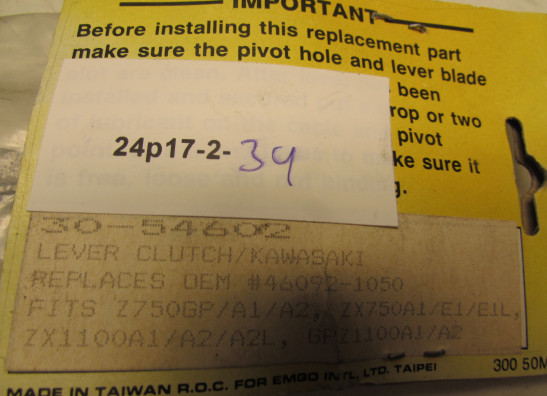 IMPORTANT
Before installing this replacement part
make sure the pivot hole and lever blade
been
rop or two
pivot
ke sure it
g.
24p17-2-39
30-54602
LEVER CLUTCH/KAWASAKI
REPLACES OEM #46092-1050
FITS Z750GP/A1/A2, ZX750A1/E1/E1L,
ZX1100A1/A2/A2L, GPZ1100A1/A2
MADE IN TAIWAN R.O.C. FOR EMGO INT'L, LTD. TAIPEI
300 50M